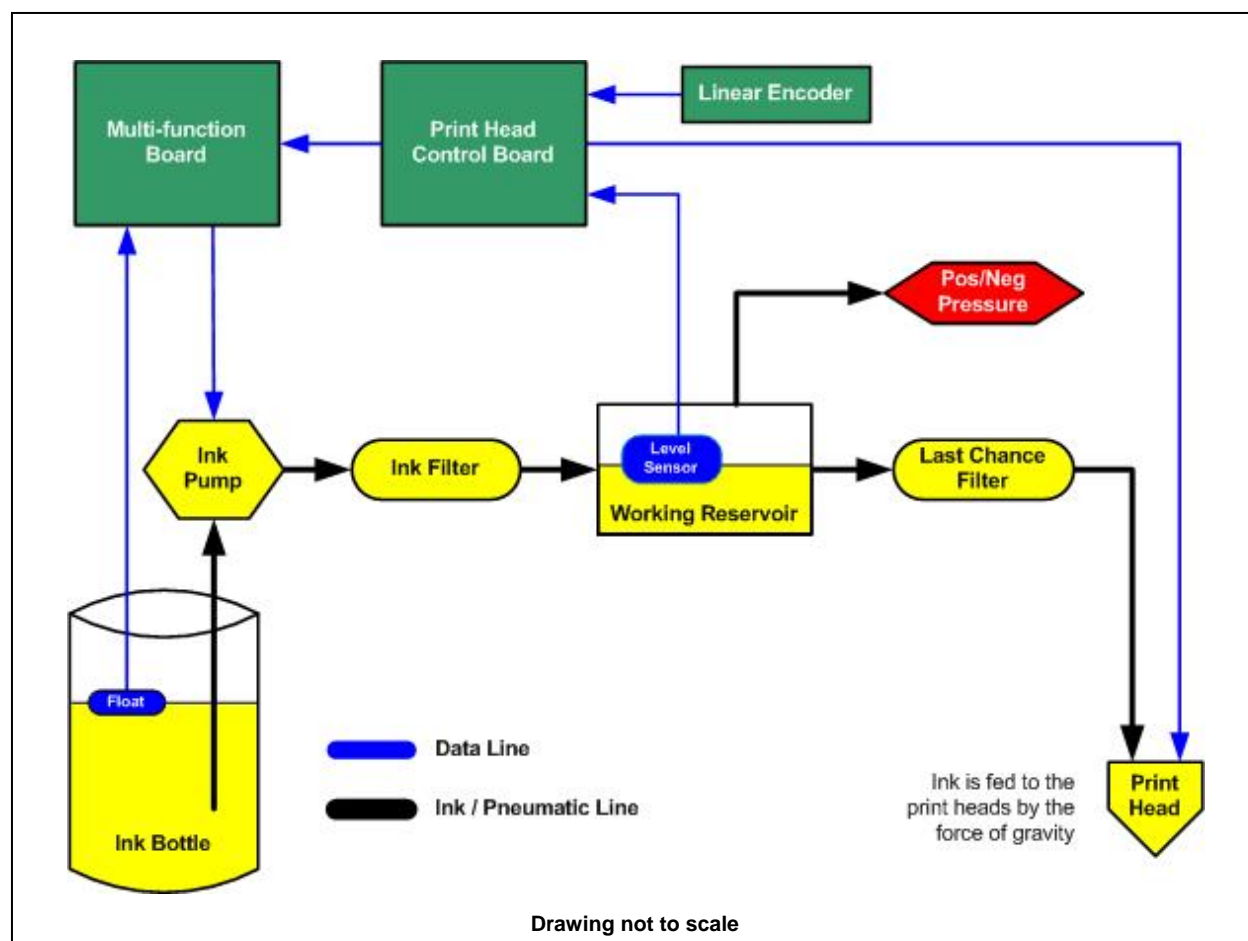 Multi-function
Board
Print Head
Control Board
Linear Encoder
Pos/Neg
Pressure
Ink
Pump
Ink Filter
Level
Sensor
Working Reservoir
Last Chance
Filter
Float
Ink Bottle
Data Line
Ink / Pneumatic Line
Ink is fed to the
print heads by the
force of gravity
Print
Head
Drawing not to scale